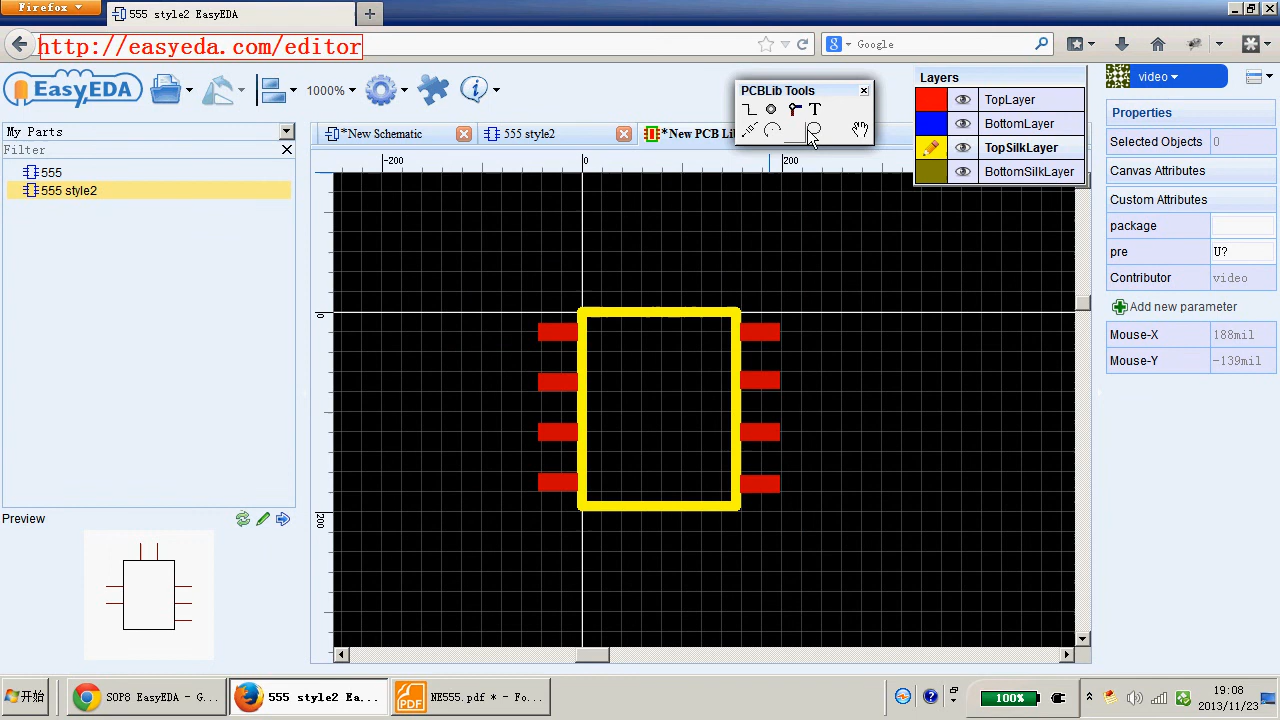 Firefox
555 style2 EasyEDA
http://easyeda.com/editor
Google
EasyEDA
1000%
PCBLib Tools
T
Layers
TopLayer
BottomLayer
TopSilkLayer
BottomSilkLayer
video
My Parts
Filter
555
555 style2
*New Schematic
555 style2
*New PCB Lib
-200
0
200
0
200
Properties
Selected Objects 0
Canvas Attributes
Custom Attributes
package
pre U?
Contributor video
Add new parameter
Mouse-X 188mil
Mouse-Y -139mil
Preview
开始
SOP8 EasyEDA - G...
555 style2 Ea...
PDF
NE555.pdf * - Fo...
100%
19:08
2013/11/23